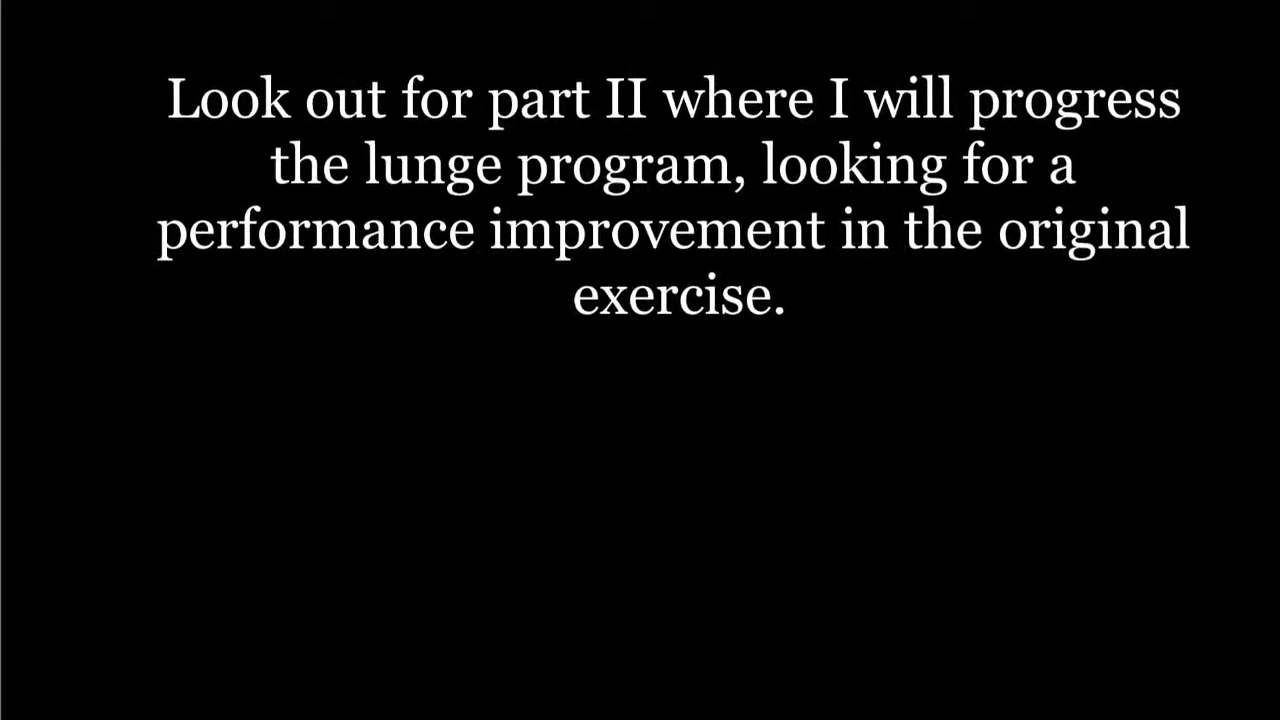 Look out for part II where I will progress
the lunge program, looking for a
performance improvement in the original
exercise.